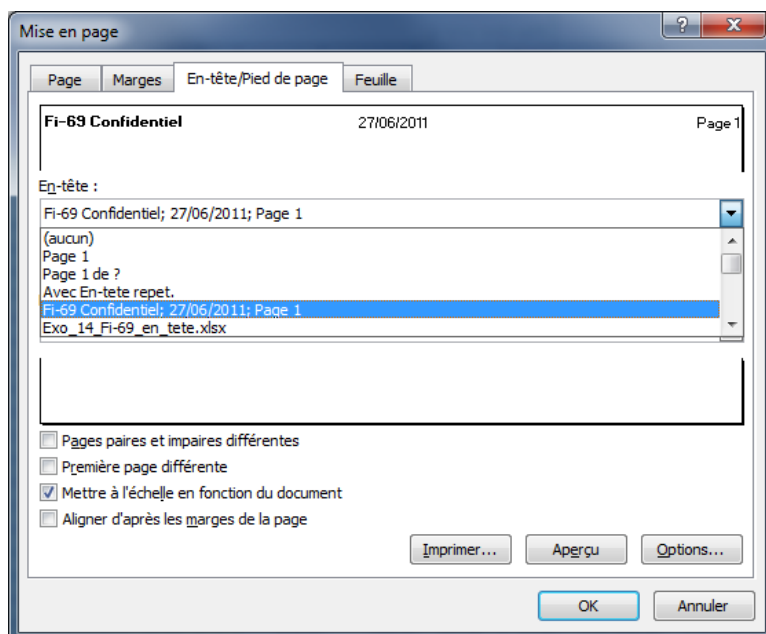 Mise en page
Page Marges En-tête/Pied de page Feuille
Fi-69 Confidentiel 27/06/2011 Page 1
En-tête :
Fi-69 Confidentiel; 27/06/2011; Page 1
(aucun)
Page 1
Page 1 de ?
Avec En-tete repet.
Fi-69 Confidentiel; 27/06/2011; Page 1
Exo_14_Fi-69_en_tete.xlsx
Pages paires et impaires différentes
Première page différente
Mettre à l'échelle en fonction du document
Aligner d'après les marges de la page
Imprimer... Aperçu Options...
OK Annuler